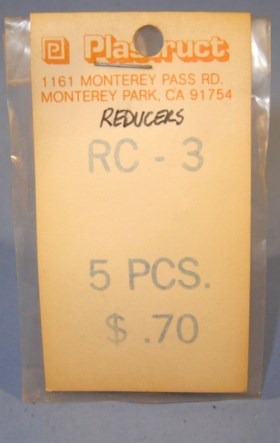 Plastruct
1161 MONTEREY PASS RD.
MONTEREY PARK, CA 91754
REDUCERS
RC - 3
5 PCS.
$ .70